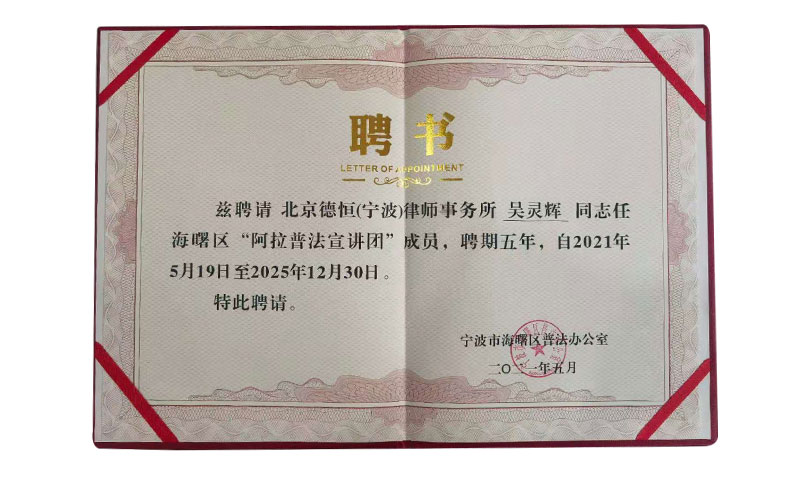 聘书
LETTER OF APPOINTMENT
兹聘请 北京德恒(宁波)律师事务所 吴灵辉 同志任
海曙区“阿拉普法宣讲团”成员，聘期五年，自2021年
5月19日至2025年12月30日。
特此聘请。
宁波市海曙区普法办公室
二〇二一年五月